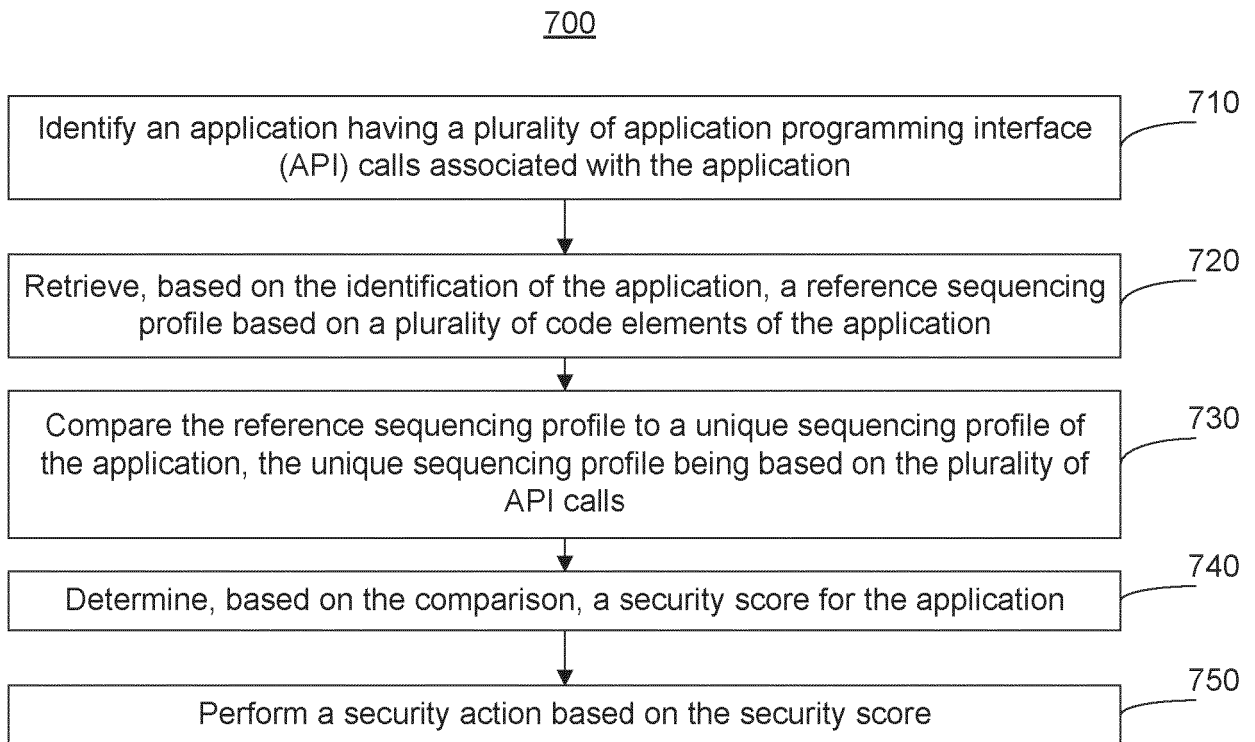 700
710
Identify an application having a plurality of application programming interface
(API) calls associated with the application
720
Retrieve, based on the identification of the application, a reference sequencing
profile based on a plurality of code elements of the application
730
Compare the reference sequencing profile to a unique sequencing profile of
the application, the unique sequencing profile being based on the plurality of
API calls
740
Determine, based on the comparison, a security score for the application
750
Perform a security action based on the security score